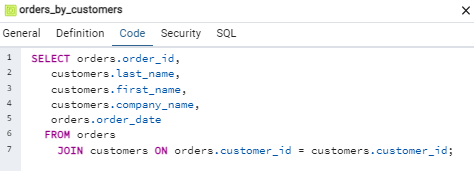 orders_by_customers
General Definition Code Security SQL
1 SELECT orders.order_id,
2 customers.last_name,
3 customers.first_name,
4 customers.company_name,
5 orders.order_date
6 FROM orders
7 JOIN customers ON orders.customer_id = customers.customer_id;